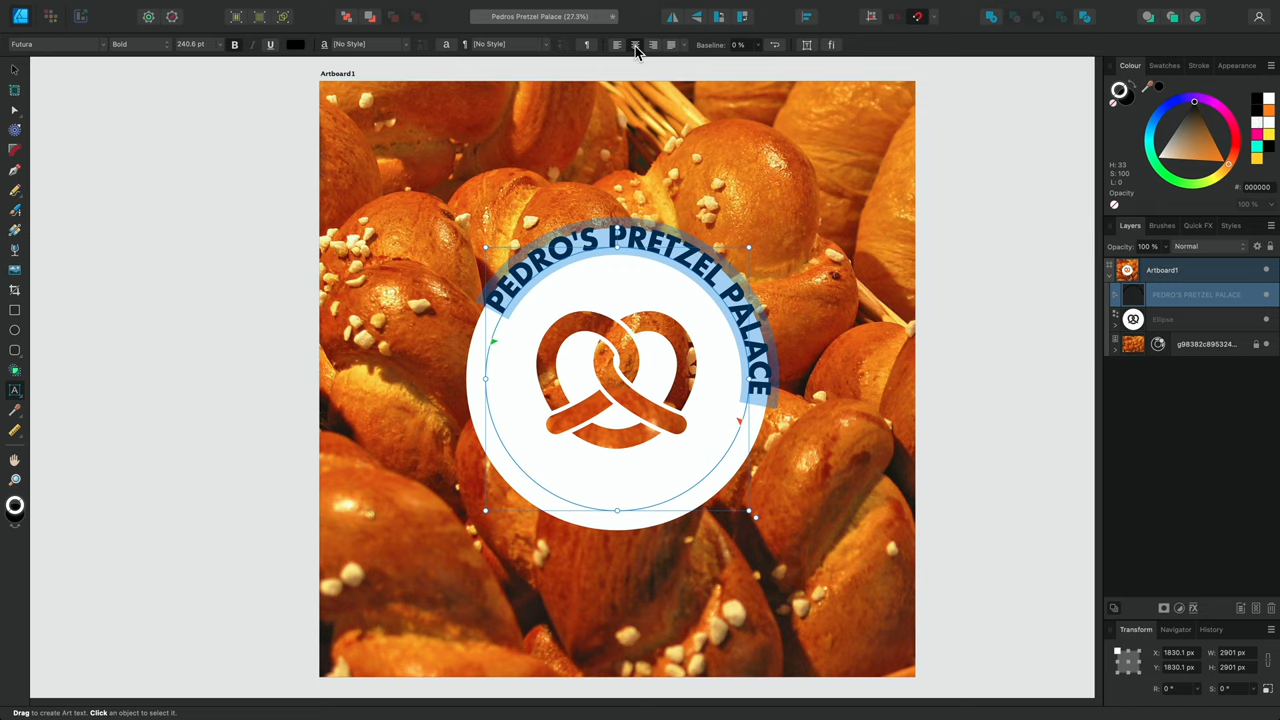 Pedros Pretzel Palace (27.3%)
Futura
Bold
240.6 pt
B
I
U
a
[No Style]
a
¶
[No Style]
¶
Baseline:
0 %
fi
Artboard1
PEDRO'S PRETZEL PALACE
Colour
Swatches
Stroke
Appearance
H: 33
S: 100
L: 0
#:
000000
Opacity
100 %
Layers
Brushes
Quick FX
Styles
Opacity:
100 %
Normal
Artboard1
PEDRO'S PRETZEL PALACE
Ellipse
g98382c895324...
Transform
Navigator
History
X: 1830.1 px
W: 2901 px
Y: 1830.1 px
H: 2901 px
R: 0 °
S: 0 °
Drag to create Art text. Click an object to select it.